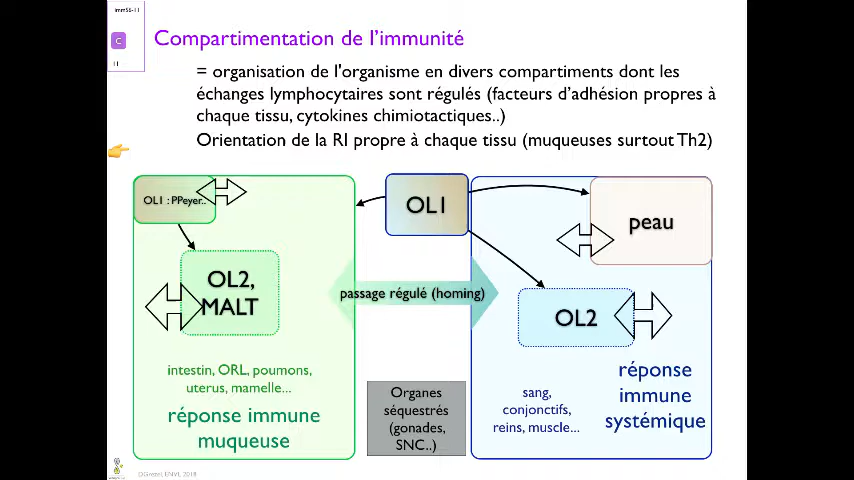 imm5S-11
C
11
Compartimentation de l'immunité
= organisation de l'organisme en divers compartiments dont les
échanges lymphocytaires sont régulés (facteurs d'adhésion propres à
chaque tissu, cytokines chimiotactiques..)
Orientation de la RI propre à chaque tissu (muqueuses surtout Th2)
OL1 : PPeyer..
OL1
peau
OL2,
MALT
passage régulé (homing)
OL2
intestin, ORL, poumons,
uterus, mamelle...
réponse immune
muqueuse
Organes
séquestrés
(gonades,
SNC..)
sang,
conjonctifs,
reins, muscle...
réponse
immune
systémique